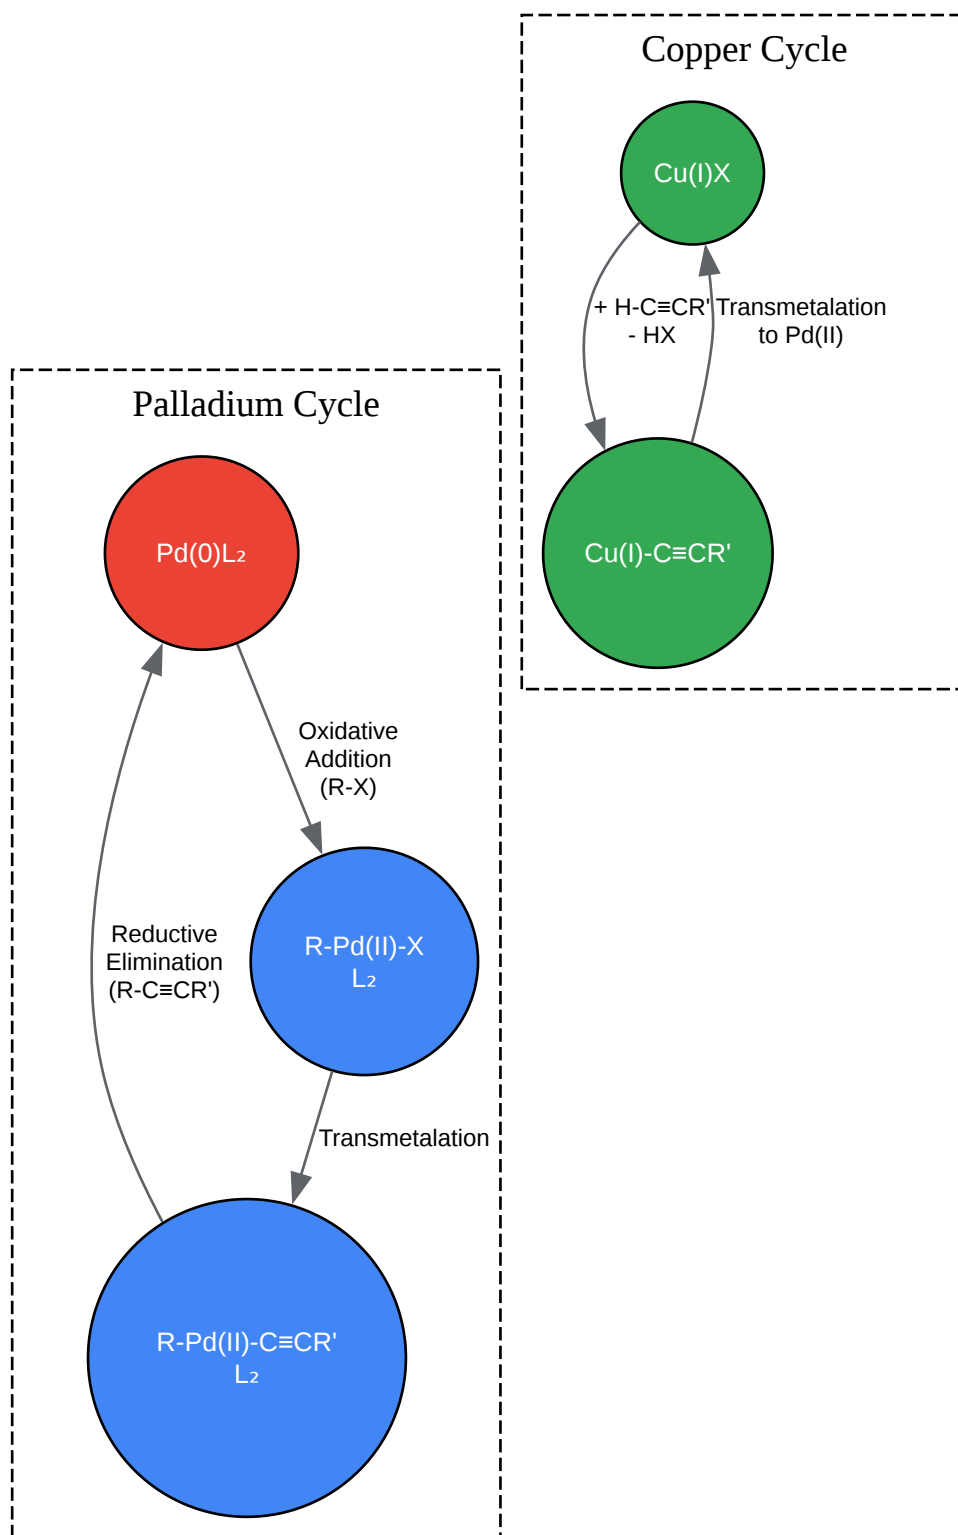 Copper Cycle
Cu(I)X
+ H-C≡CR'
- HX
Transmetalation
to Pd(II)
Cu(I)-C≡CR'
Palladium Cycle
Pd(0)L₂
Oxidative
Addition
(R-X)
R-Pd(II)-X
L₂
Reductive
Elimination
(R-C≡CR')
Transmetalation
R-Pd(II)-C≡CR'
L₂